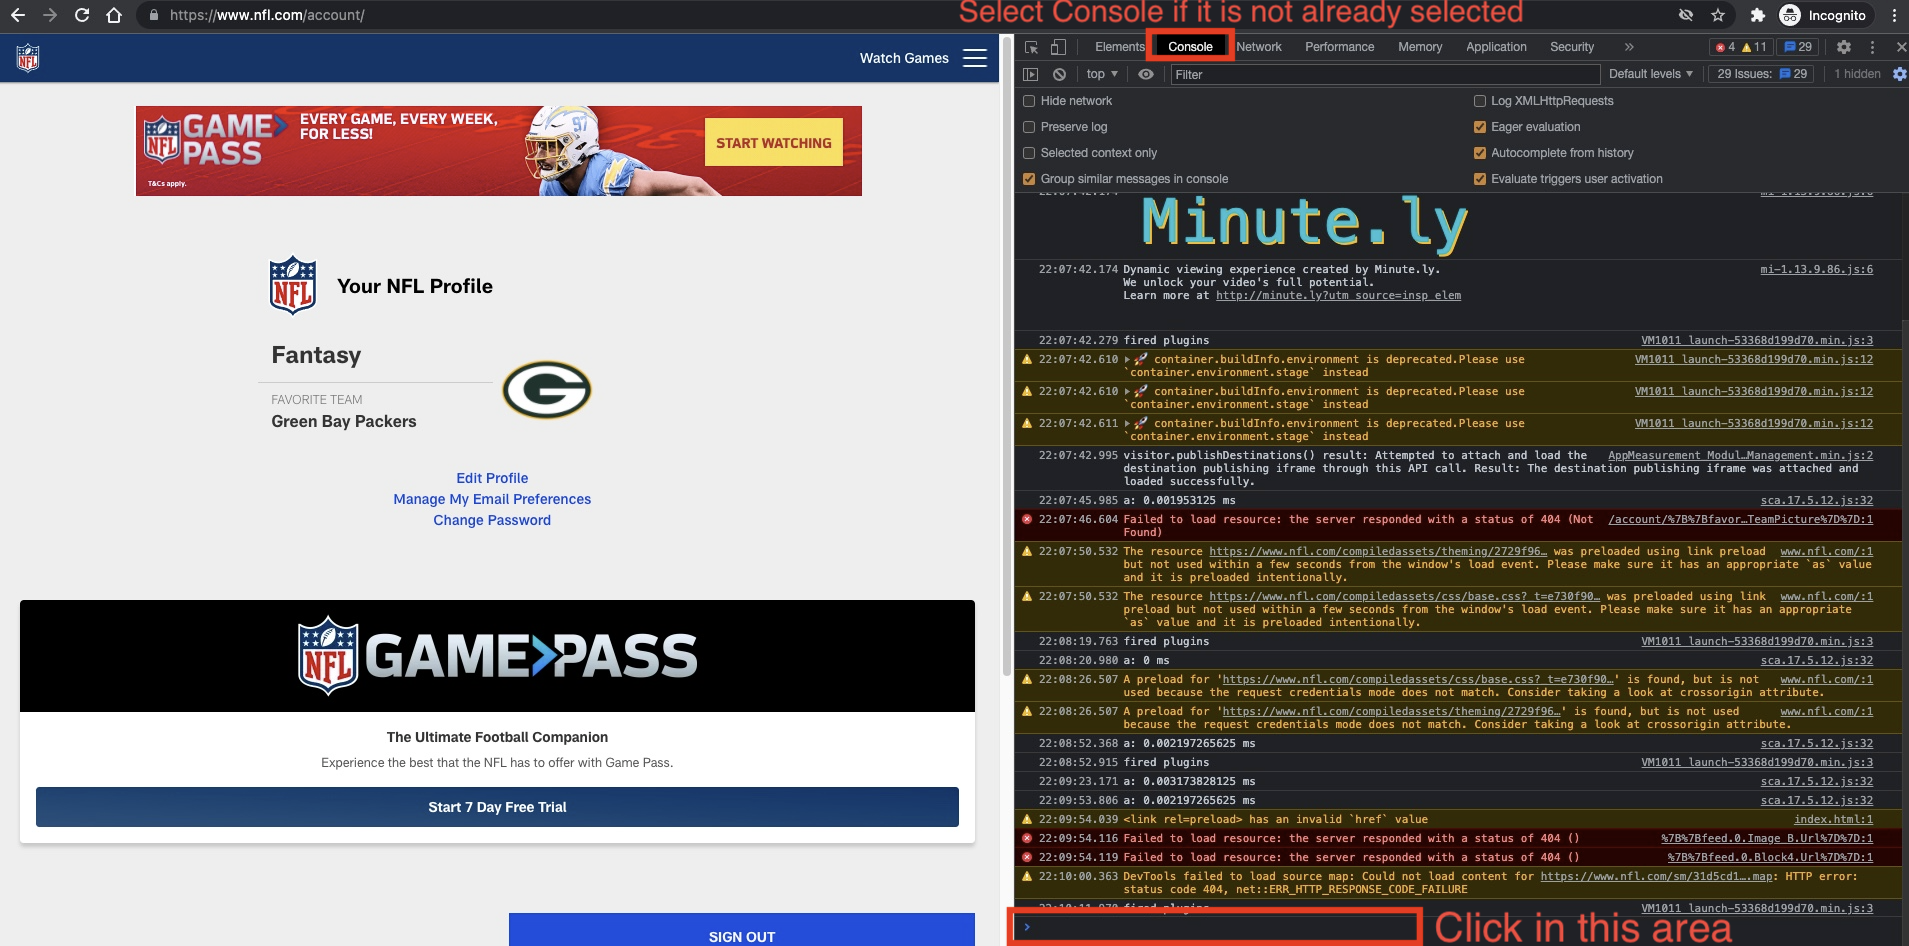 https://www.nfl.com/account/
Select Console if it is not already selected
Incognito
NFL
Watch Games
NFL GAME PASS
EVERY GAME, EVERY WEEK,
FOR LESS!
T&Cs apply.
97
START WATCHING
NFL
Your NFL Profile
Fantasy
FAVORITE TEAM
Green Bay Packers
G
Edit Profile
Manage My Email Preferences
Change Password
NFL GAME PASS
The Ultimate Football Companion
Experience the best that the NFL has to offer with Game Pass.
Start 7 Day Free Trial
SIGN OUT
Elements Console Network Performance Memory Application Security » 4 11 29
top Filter Default levels 29 Issues: 29 1 hidden
Hide network
Log XMLHttpRequests
Preserve log
Eager evaluation
Selected context only
Autocomplete from history
Group similar messages in console
Evaluate triggers user activation
22:07:42.174 mi-1.13.9.86.js:6
Minute.ly
22:07:42.174 Dynamic viewing experience created by Minute.ly. mi-1.13.9.86.js:6
We unlock your video's full potential.
Learn more at http://minute.ly?utm_source=insp_elem
22:07:42.279 fired plugins VM1011 launch-53368d199d70.min.js:3
22:07:42.610 🚀 container.buildInfo.environment is deprecated.Please use VM1011 launch-53368d199d70.min.js:12
`container.environment.stage` instead
22:07:42.610 🚀 container.buildInfo.environment is deprecated.Please use VM1011 launch-53368d199d70.min.js:12
`container.environment.stage` instead
22:07:42.611 🚀 container.buildInfo.environment is deprecated.Please use VM1011 launch-53368d199d70.min.js:12
`container.environment.stage` instead
22:07:42.995 visitor.publishDestinations() result: Attempted to attach and load the AppMeasurement_Modul…Management.min.js:2
destination publishing iframe through this API call. Result: The destination publishing iframe was attached and
loaded successfully.
22:07:45.985 a: 0.001953125 ms sca.17.5.12.js:32
22:07:46.604 Failed to load resource: the server responded with a status of 404 (Not /account/%7B%7Bfavor…TeamPicture%7D%7D:1
Found)
22:07:50.532 The resource https://www.nfl.com/compiledassets/theming/2729f96… was preloaded using link preload www.nfl.com/:1
but not used within a few seconds from the window's load event. Please make sure it has an appropriate `as` value
and it is preloaded intentionally.
22:07:50.532 The resource https://www.nfl.com/compiledassets/css/base.css?_t=e730f90… was preloaded using link www.nfl.com/:1
preload but not used within a few seconds from the window's load event. Please make sure it has an appropriate
`as` value and it is preloaded intentionally.
22:08:19.763 fired plugins VM1011 launch-53368d199d70.min.js:3
22:08:20.980 a: 0 ms sca.17.5.12.js:32
22:08:26.507 A preload for 'https://www.nfl.com/compiledassets/css/base.css?_t=e730f90…' is found, but is not www.nfl.com/:1
used because the request credentials mode does not match. Consider taking a look at crossorigin attribute.
22:08:26.507 A preload for 'https://www.nfl.com/compiledassets/theming/2729f96…' is found, but is not used www.nfl.com/:1
because the request credentials mode does not match. Consider taking a look at crossorigin attribute.
22:08:52.368 a: 0.002197265625 ms sca.17.5.12.js:32
22:08:52.915 fired plugins VM1011 launch-53368d199d70.min.js:3
22:09:23.171 a: 0.003173828125 ms sca.17.5.12.js:32
22:09:53.806 a: 0.002197265625 ms sca.17.5.12.js:32
22:09:54.039 <link rel=preload> has an invalid `href` value index.html:1
22:09:54.116 Failed to load resource: the server responded with a status of 404 () %7B%7Bfeed.0.Image_B.Url%7D%7D:1
22:09:54.119 Failed to load resource: the server responded with a status of 404 () %7B%7Bfeed.0.Block4.Url%7D%7D:1
22:10:00.363 DevTools failed to load source map: Could not load content for https://www.nfl.com/sm/31d5cd1….map: HTTP error:
status code 404, net::ERR_HTTP_RESPONSE_CODE_FAILURE
22:10:11.970 fired plugins VM1011 launch-53368d199d70.min.js:3
Click in this area